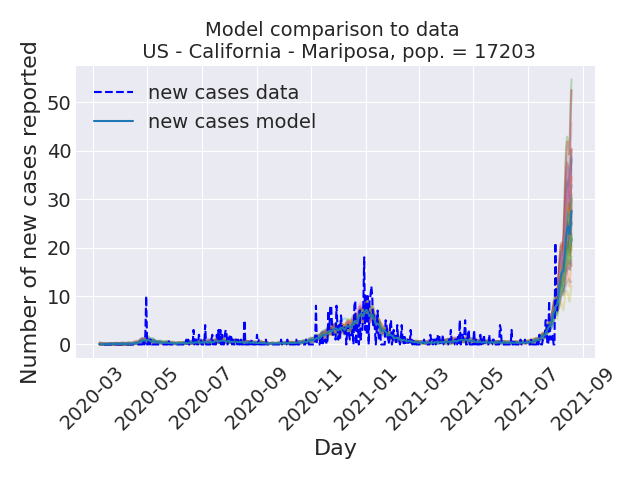 Model comparison to data
US - California - Mariposa, pop. = 17203
Number of new cases reported
50
40
30
20
10
0
new cases data
new cases model
2020-03
2020-05
2020-07
2020-09
2020-11
2021-01
2021-03
2021-05
2021-07
2021-09
Day